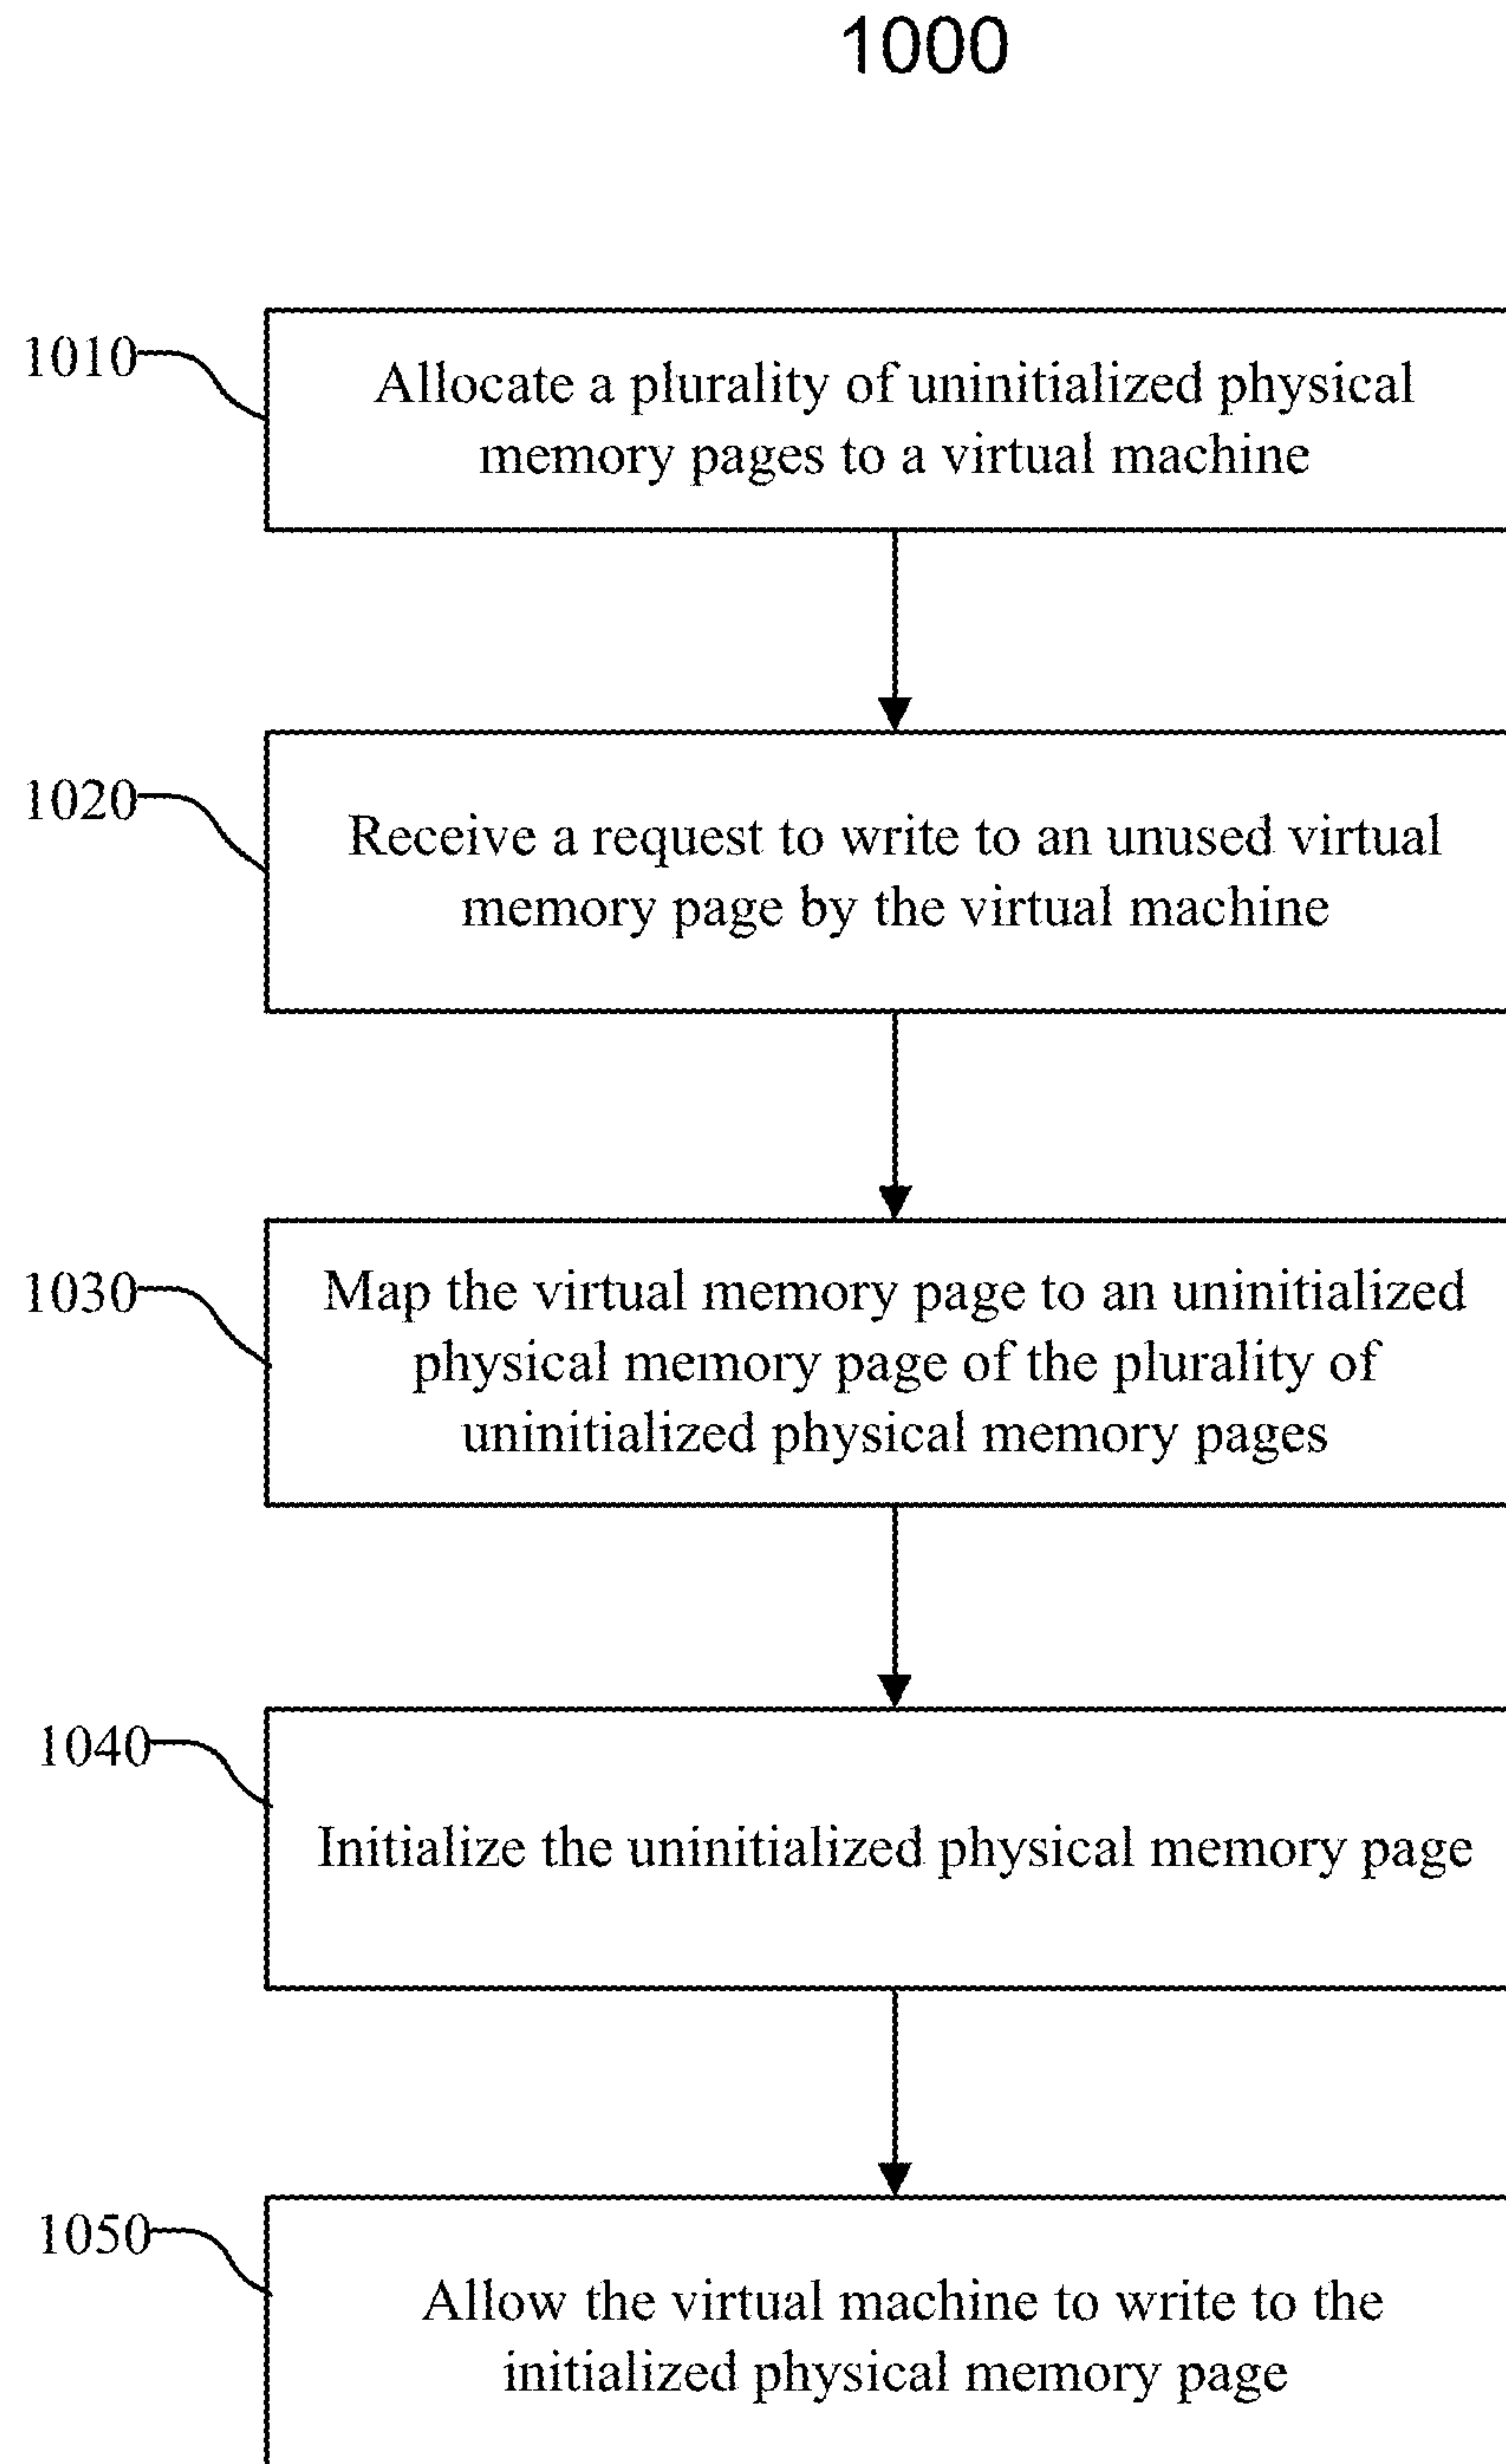 1000
1010
Allocate a plurality of uninitialized physical
memory pages to a virtual machine
1020
Receive a request to write to an unused virtual
memory page by the virtual machine
1030
Map the virtual memory page to an uninitialized
physical memory page of the plurality of
uninitialized physical memory pages
1040
Initialize the uninitialized physical memory page
1050
Allow the virtual machine to write to the
initialized physical memory page